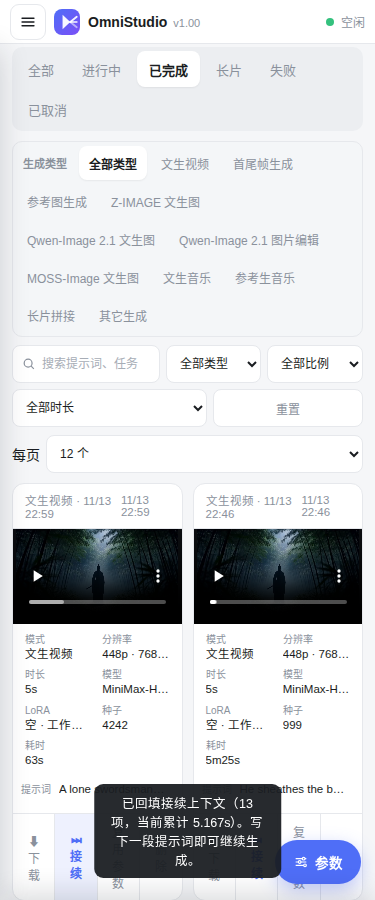 OmniStudio v1.00
空闲
全部 进行中 已完成 长片 失败
已取消
生成类型 全部类型 文生视频 首尾帧生成
参考图生成 Z-IMAGE 文生图
Qwen-Image 2.1 文生图 Qwen-Image 2.1 图片编辑
MOSS-Image 文生图 文生音乐 参考生音乐
长片拼接 其它生成
搜索提示词、任务 全部类型 全部比例
全部时长 重置
每页 12 个
文生视频 · 11/13 22:59
11/13 22:59
模式 分辨率
文生视频 448p · 768…
时长 模型
5s MiniMax-H…
LoRA 种子
空 · 工作… 4242
耗时
63s
提示词 A lone
下载
接续
文生视频 · 11/13 22:46
11/13 22:46
模式 分辨率
文生视频 448p · 768…
时长 模型
5s MiniMax-H…
LoRA 种子
空 · 工作… 999
耗时
5m25s
He sheathes the b…
复
已回填接续上下文（13
项，当前累计 5.167s）。写
下一段提示词即可继续生
成。
参数